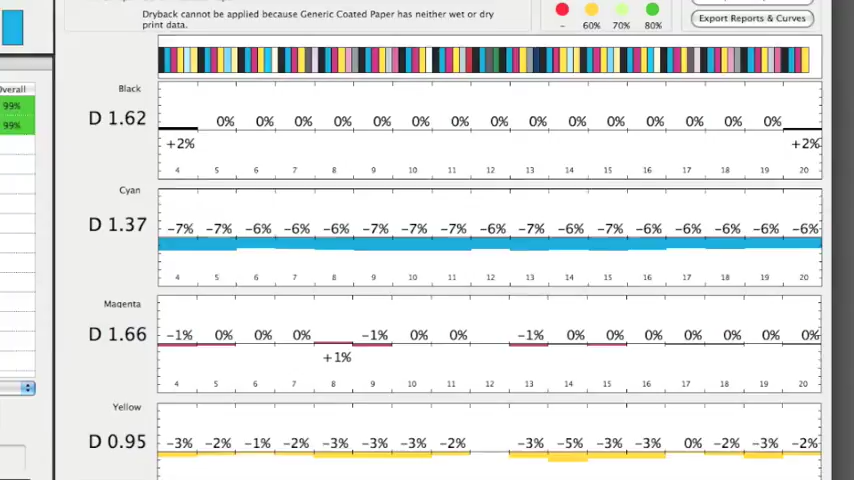 Dryback cannot be applied because Generic Coated Paper has neither wet or dry
print data.
– 60% 70% 80%
Export Reports & Curves
Overall
99%
99%
Black
D 1.62
0% 0% 0% 0% 0% 0% 0% 0% 0% 0% 0% 0% 0% 0% 0%
+2% +2%
4 5 6 7 8 9 10 11 12 13 14 15 16 17 18 19 20
Cyan
D 1.37
-7% -7% -6% -6% -6% -7% -7% -7% -6% -7% -6% -7% -6% -6% -6% -6% -6%
4 5 6 7 8 9 10 11 12 13 14 15 16 17 18 19 20
Magenta
D 1.66
-1% 0% 0% 0% -1% 0% 0% -1% 0% 0% 0% 0% 0% 0% 0%
+1%
4 5 6 7 8 9 10 11 12 13 14 15 16 17 18 19 20
Yellow
D 0.95
-3% -2% -1% -2% -3% -3% -3% -2% -3% -5% -3% -3% 0% -2% -3% -2%